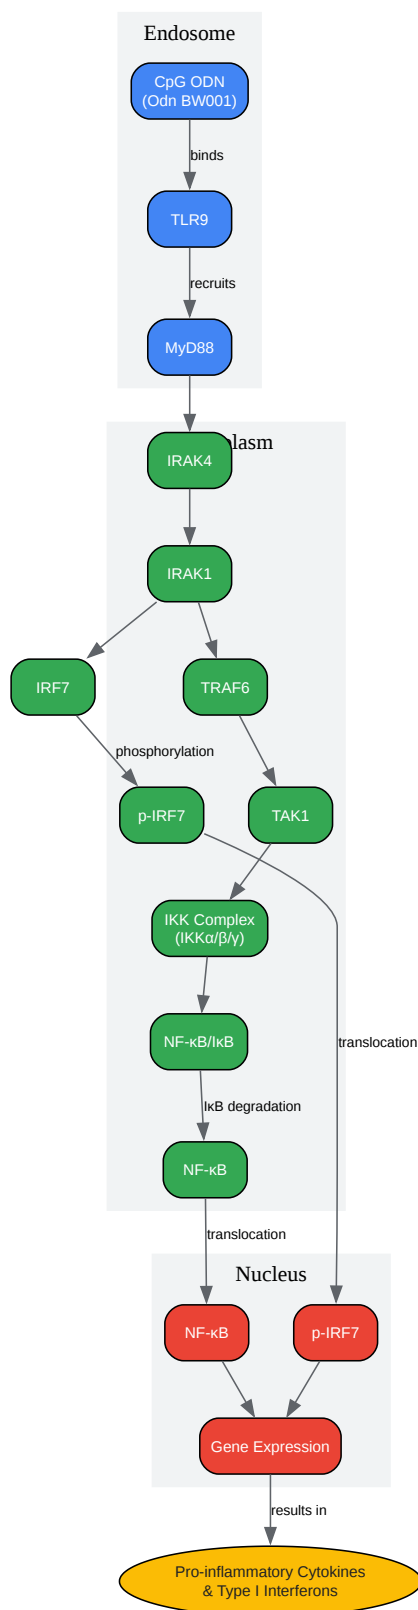 Endosome
CpG ODN
(Odn BW001)
binds
TLR9
recruits
MyD88
IRAK4
IRAK1
IRF7
TRAF6
phosphorylation
p-IRF7
TAK1
IKK Complex
(IKKα/β/γ)
NF-κB/IκB
translocation
IκB degradation
NF-κB
translocation
Nucleus
NF-κB
p-IRF7
Gene Expression
results in
Pro-inflammatory Cytokines
& Type I Interferons